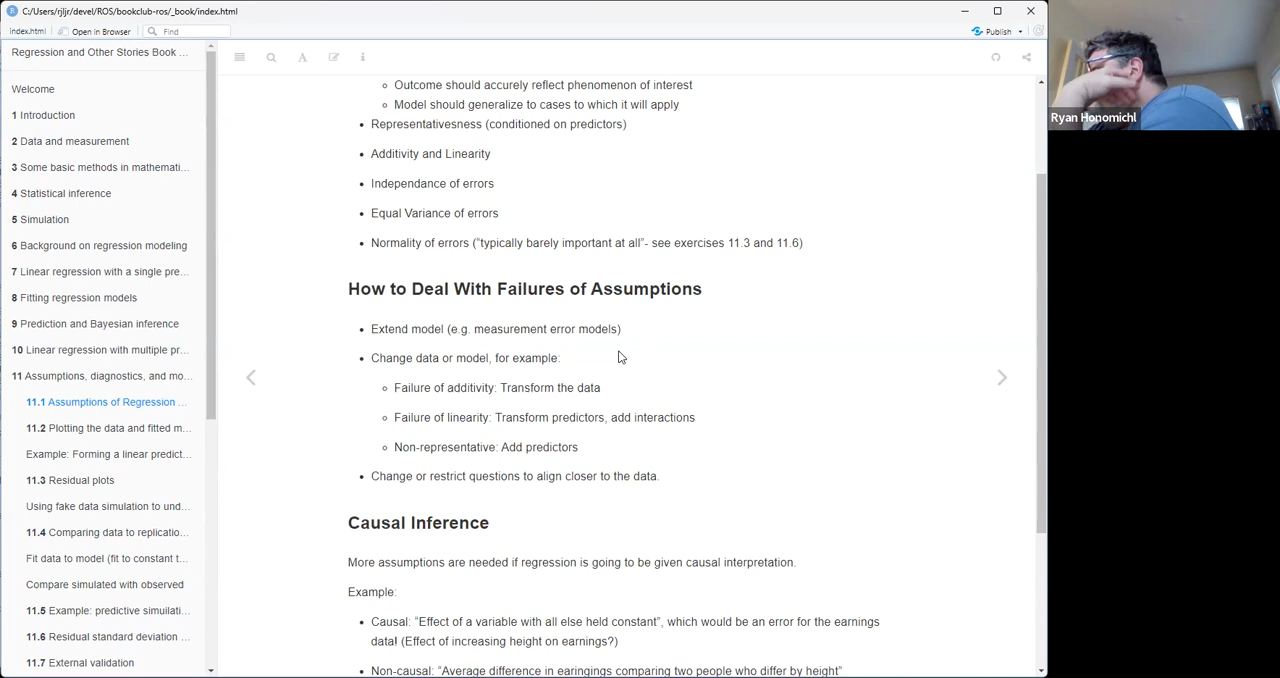 C:/Users/rjljr/devel/ROS/bookclub-ros/_book/index.html
index.html
Open in Browser
Find
Publish
Regression and Other Stories Book ...
Welcome
1 Introduction
2 Data and measurement
3 Some basic methods in mathemati...
4 Statistical inference
5 Simulation
6 Background on regression modeling
7 Linear regression with a single pre...
8 Fitting regression models
9 Prediction and Bayesian inference
10 Linear regression with multiple pr...
11 Assumptions, diagnostics, and mo...
11.1 Assumptions of Regression ...
11.2 Plotting the data and fitted m...
Example: Forming a linear predict...
11.3 Residual plots
Using fake data simulation to und...
11.4 Comparing data to replicatio...
Fit data to model (fit to constant t...
Compare simulated with observed
11.5 Example: predictive simuilati...
11.6 Residual standard deviation ...
11.7 External validation
Outcome should accurely reflect phenomenon of interest
Model should generalize to cases to which it will apply
Representativesness (conditioned on predictors)
Additivity and Linearity
Independance of errors
Equal Variance of errors
Normality of errors (“typically barely important at all”- see exercises 11.3 and 11.6)
How to Deal With Failures of Assumptions
Extend model (e.g. measurement error models)
Change data or model, for example:
Failure of additivity: Transform the data
Failure of linearity: Transform predictors, add interactions
Non-representative: Add predictors
Change or restrict questions to align closer to the data.
Causal Inference
More assumptions are needed if regression is going to be given causal interpretation.
Example:
Causal: “Effect of a variable with all else held constant”, which would be an error for the earnings
data! (Effect of increasing height on earnings?)
Non-causal: “Average difference in earingings comparing two people who differ by height”
Ryan Honomichl